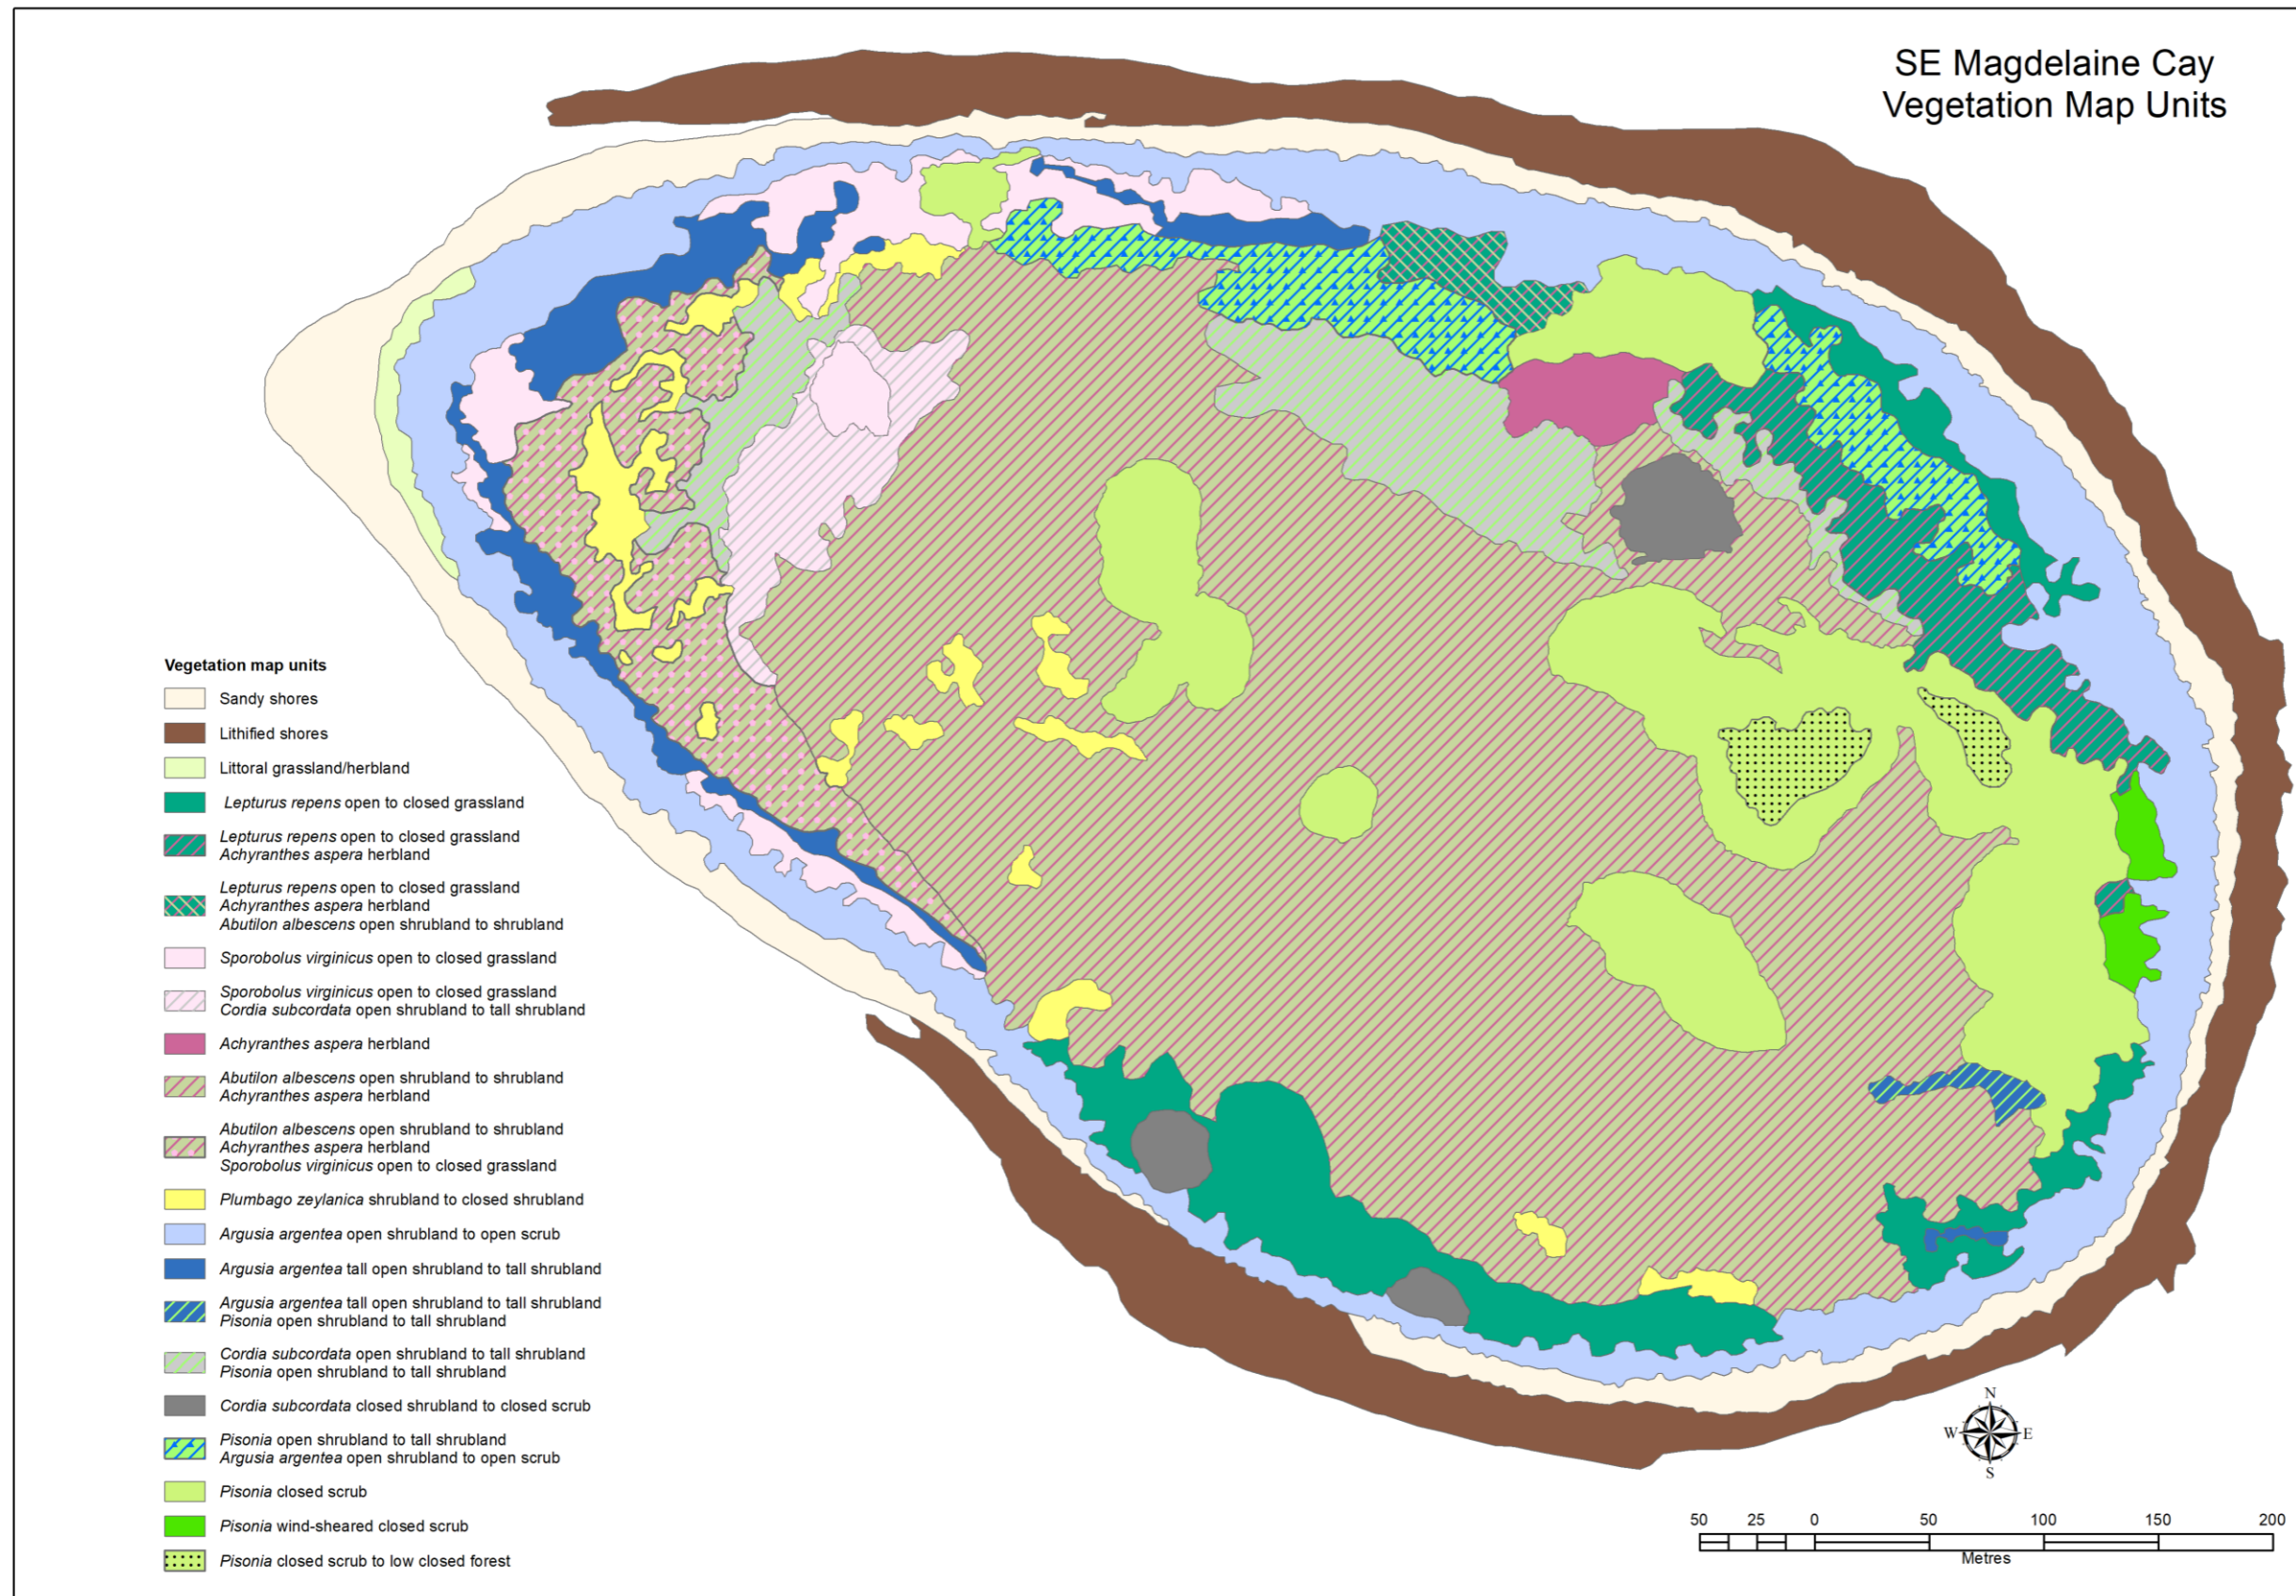 SE Magdelaine Cay
Vegetation Map Units
Vegetation map units
Sandy shores
Lithified shores
Littoral grassland/herbland
Lepturus repens open to closed grassland
Lepturus repens open to closed grassland
Achyranthes aspera herbland
Lepturus repens open to closed grassland
Achyranthes aspera herbland
Abutilon albescens open shrubland to shrubland
Sporobolus virginicus open to closed grassland
Sporobolus virginicus open to closed grassland
Cordia subcordata open shrubland to tall shrubland
Achyranthes aspera herbland
Abutilon albescens open shrubland to shrubland
Achyranthes aspera herbland
Abutilon albescens open shrubland to shrubland
Achyranthes aspera herbland
Sporobolus virginicus open to closed grassland
Plumbago zeylanica shrubland to closed shrubland
Argusia argentea open shrubland to open scrub
Argusia argentea tall open shrubland to tall shrubland
Argusia argentea tall open shrubland to tall shrubland
Pisonia open shrubland to tall shrubland
Cordia subcordata open shrubland to tall shrubland
Pisonia open shrubland to tall shrubland
Cordia subcordata closed shrubland to closed scrub
Pisonia open shrubland to tall shrubland
Argusia argentea open shrubland to open scrub
Pisonia closed scrub
Pisonia wind-sheared closed scrub
Pisonia closed scrub to low closed forest
N
W E
S
50 25 0 50 100 150 200
Metres